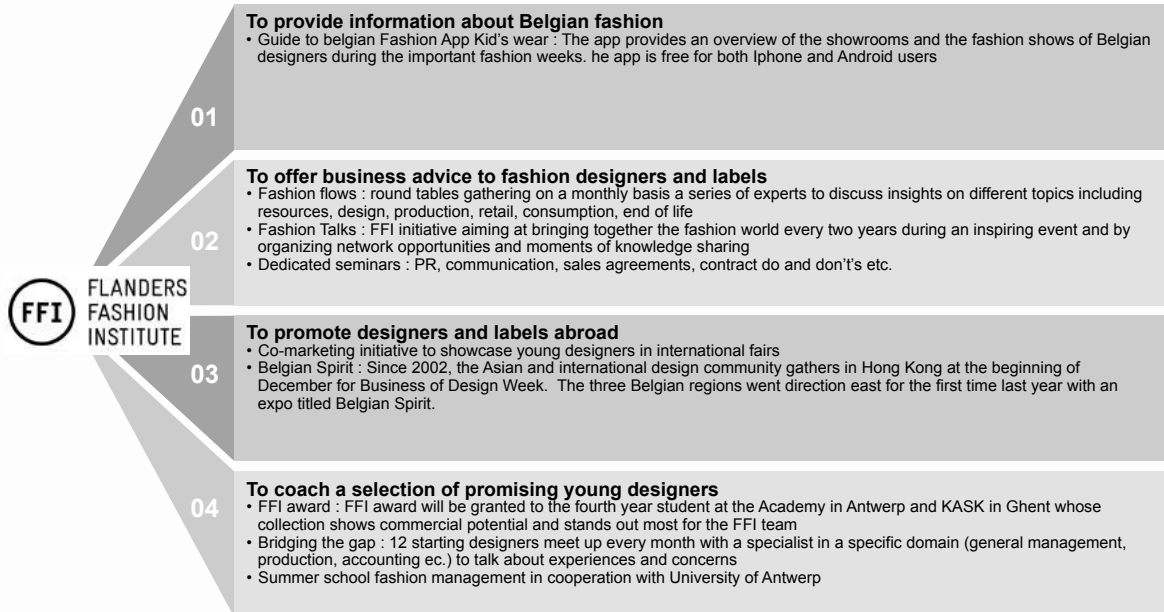 To provide information about Belgian fashion
• Guide to belgian Fashion App Kid's wear : The app provides an overview of the showrooms and the fashion shows of Belgian
designers during the important fashion weeks. he app is free for both Iphone and Android users
01
To offer business advice to fashion designers and labels
• Fashion flows : round tables gathering on a monthly basis a series of experts to discuss insights on different topics including
resources, design, production, retail, consumption, end of life
• Fashion Talks : FFI initiative aiming at bringing together the fashion world every two years during an inspiring event and by
organizing network opportunities and moments of knowledge sharing
• Dedicated seminars : PR, communication, sales agreements, contract do and don't's etc.
02
FFI
FLANDERS
FASHION
INSTITUTE
To promote designers and labels abroad
• Co-marketing initiative to showcase young designers in international fairs
• Belgian Spirit : Since 2002, the Asian and international design community gathers in Hong Kong at the beginning of
December for Business of Design Week.  The three Belgian regions went direction east for the first time last year with an
expo titled Belgian Spirit.
03
To coach a selection of promising young designers
• FFI award : FFI award will be granted to the fourth year student at the Academy in Antwerp and KASK in Ghent whose
collection shows commercial potential and stands out most for the FFI team
• Bridging the gap : 12 starting designers meet up every month with a specialist in a specific domain (general management,
production, accounting ec.) to talk about experiences and concerns
• Summer school fashion management in cooperation with University of Antwerp
04